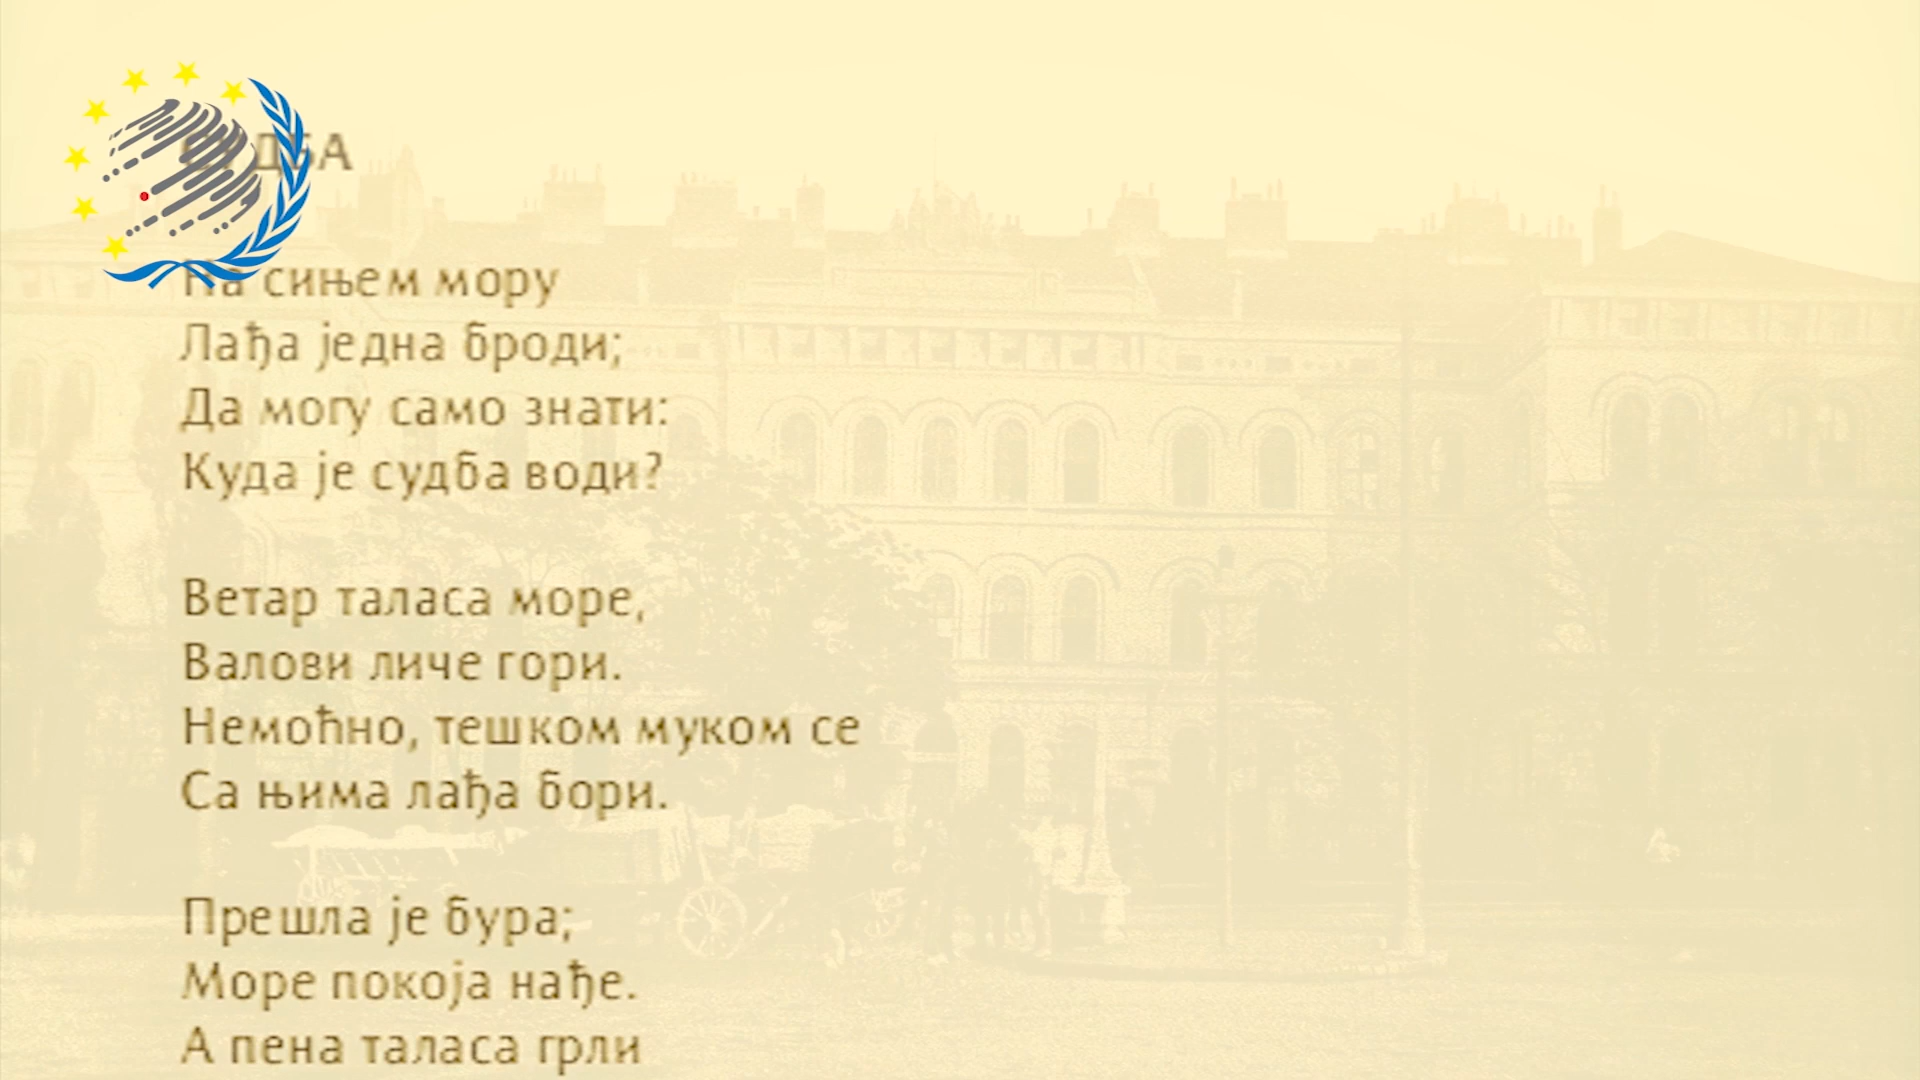 СУДБА
На сињем мору
Лађа једна броди;
Да могу само знати:
Куда је судба води?
Ветар таласа море,
Валови личе гори.
Немоћно, тешком муком се
Са њима лађа бори.
Прешла је бура;
Море покоја нађе.
А пена таласа грли